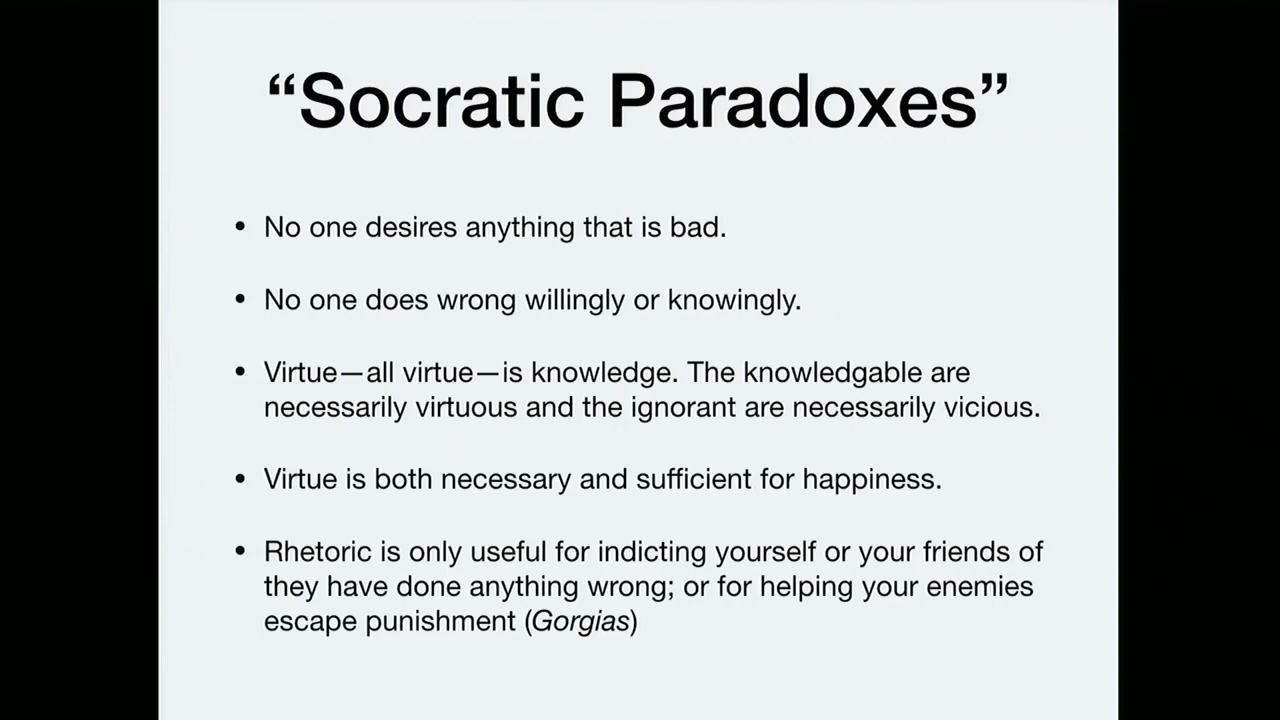 “Socratic Paradoxes”
• No one desires anything that is bad.
• No one does wrong willingly or knowingly.
• Virtue—all virtue—is knowledge. The knowledgable are
necessarily virtuous and the ignorant are necessarily vicious.
• Virtue is both necessary and sufficient for happiness.
• Rhetoric is only useful for indicting yourself or your friends of
they have done anything wrong; or for helping your enemies
escape punishment (Gorgias)